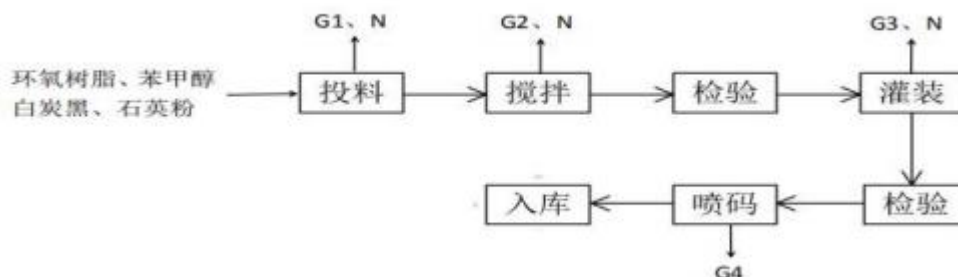 G1、N
G2、N
G3、N
环氧树脂、苯甲醇
白炭黑、石英粉
投料
搅拌
检验
灌装
入库
喷码
检验
G4